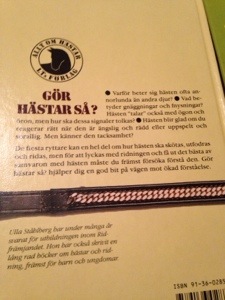 ALLT OM HÄSTAR
LTs FÖRLAG
GÖR
HÄSTAR SÅ?
● Varför beter sig hästen ofta
annorlunda än andra djur? ● Vad be-
tyder gnäggningar och frysningar?
Hästen "talar" också med ögon och
öron, men hur ska dessa signaler tolkas? ● Hästen blir glad om du
reagerar rätt när den är ängslig och rädd eller uppspelt och
sorglös. Men känner den tacksamhet?
De flesta ryttare kan en hel del om hur hästen ska skötas, utfodras
och ridas, men för att lyckas med ridningen och få ut det bästa av
samvaron med hästen måste du främst försöka förstå den. Gör
hästar så? hjälper dig en god bit på vägen mot ökad förståelse.
Ulla Ståhlberg har under många år
svarat för utbildningen inom Rid-
främjandet. Hon har också skrivit en
lång rad böcker om hästar och rid-
ning, främst för barn och ungdomar
ISBN 91-36-028